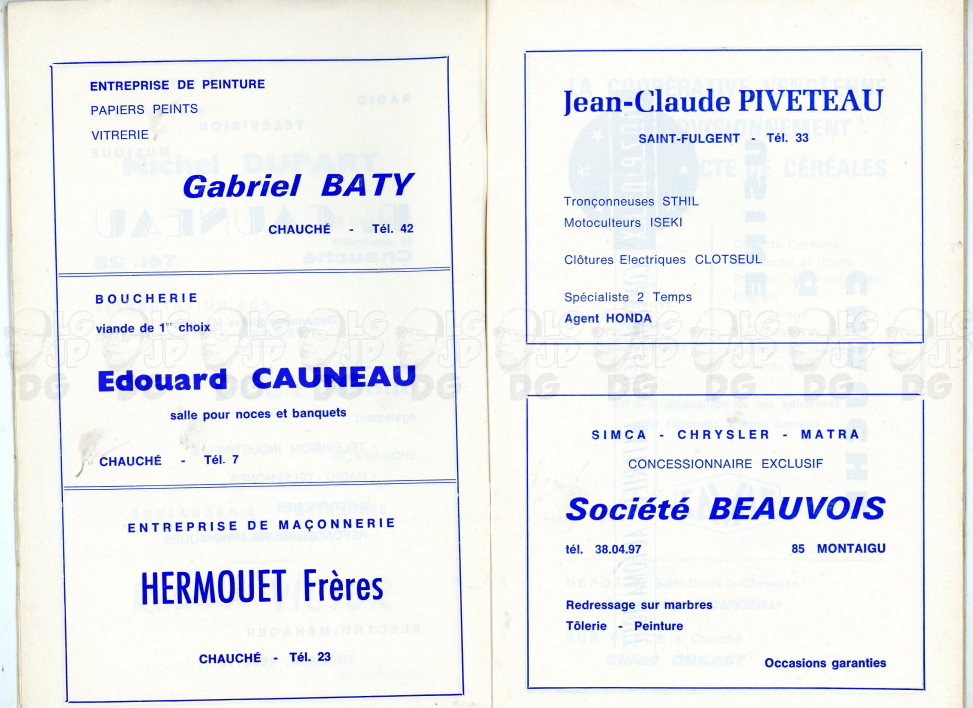 ENTREPRISE DE PEINTURE
PAPIERS PEINTS
VITRERIE
Gabriel BATY
CHAUCHÉ - Tél. 42
BOUCHERIE
viande de 1er choix
Edouard CAUNEAU
salle pour noces et banquets
CHAUCHÉ - Tél. 7
ENTREPRISE DE MAÇONNERIE
HERMOUET Frères
CHAUCHÉ - Tél. 23
Jean-Claude PIVETEAU
SAINT-FULGENT - Tél. 33
Tronçonneuses STHIL
Motoculteurs ISEKI
Clôtures Electriques CLOTSEUL
Spécialiste 2 Temps
Agent HONDA
SIMCA - CHRYSLER - MATRA
CONCESSIONNAIRE EXCLUSIF
Société BEAUVOIS
tél. 38.04.97 85 MONTAIGU
Redressage sur marbres
Tôlerie - Peinture
Occasions garanties